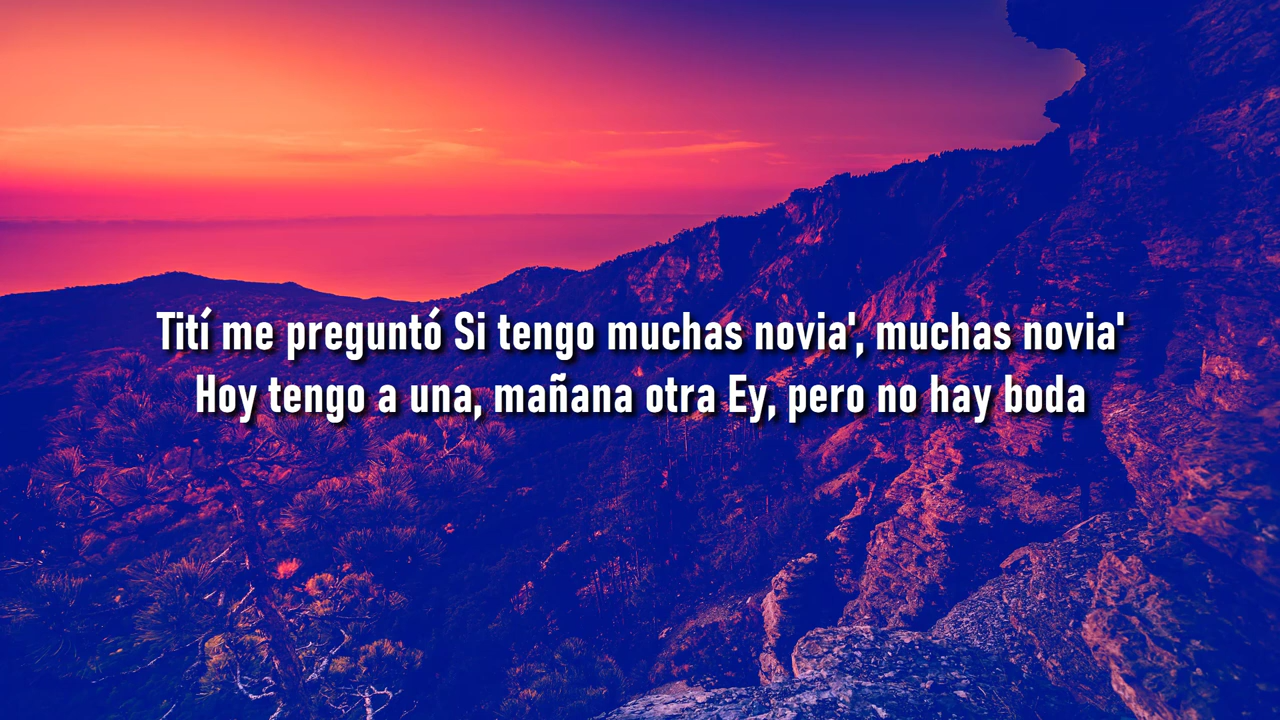 Tití me preguntó Si tengo muchas novia', muchas novia'
Hoy tengo a una, mañana otra Ey, pero no hay boda